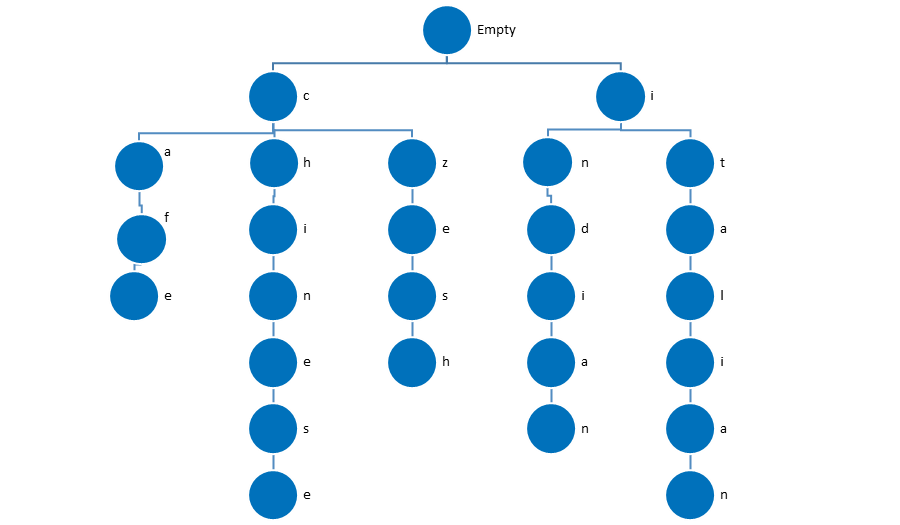 Empty
c i
a h z n t
f i e d a
e n s i l
e h a i
s n a
e n